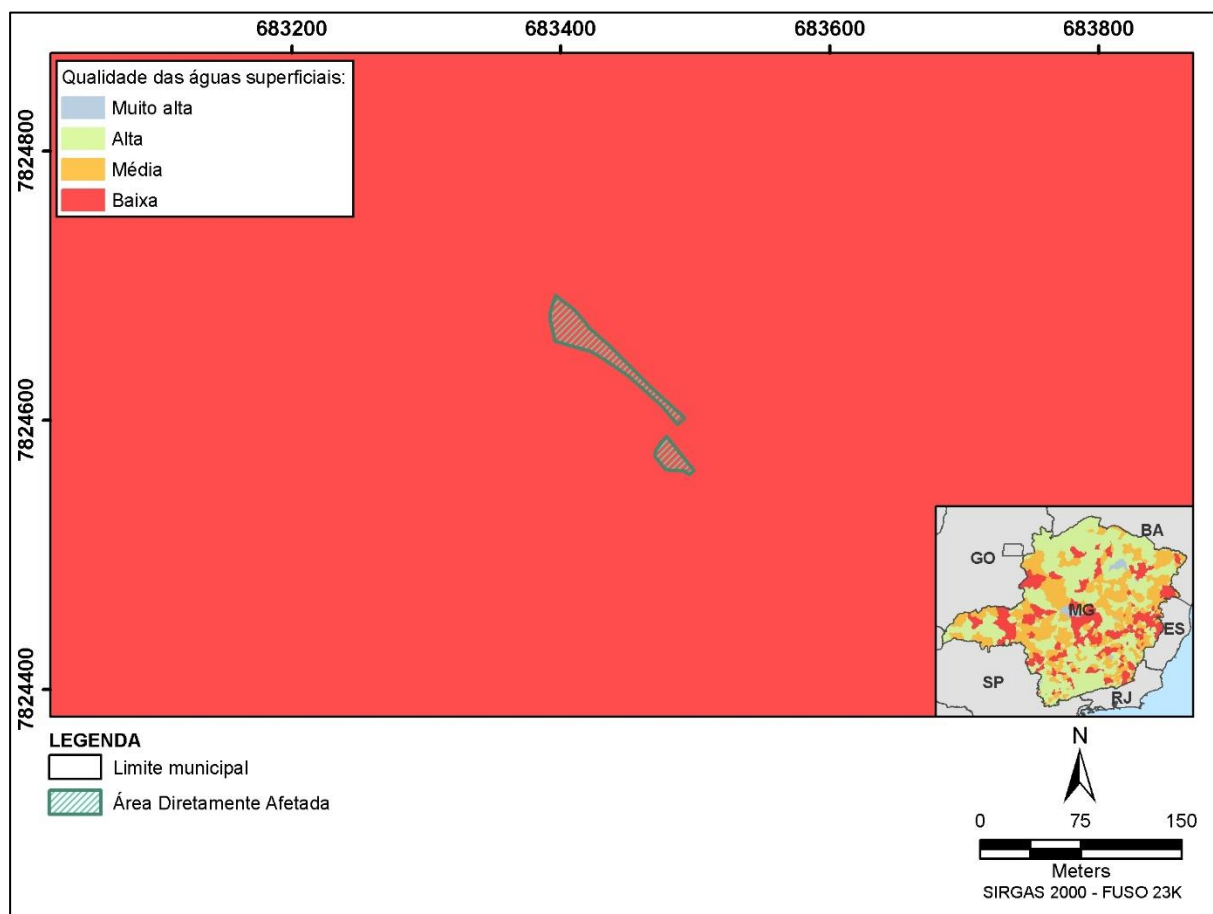 683200 683400 683600 683800
7824800
7824600
7824400
Qualidade das águas superficiais:
Muito alta
Alta
Média
Baixa
BA
GO
MG
ES
SP
RJ
LEGENDA
Limite municipal
Área Diretamente Afetada
N
0 75 150
Meters
SIRGAS 2000 - FUSO 23K